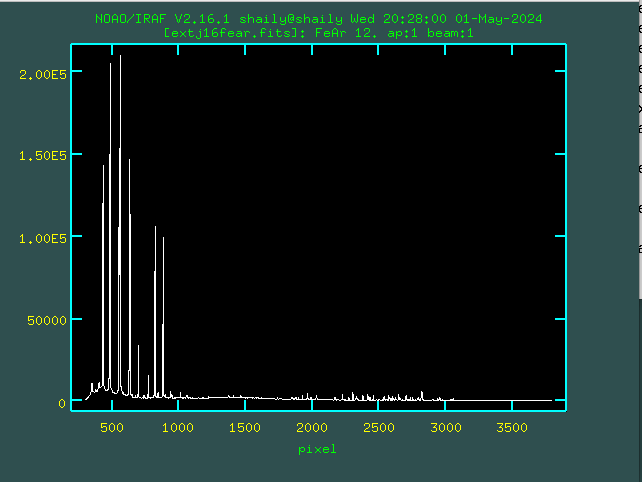 NOAO/IRAF V2.16.1 shaily@shaily Wed 20:28:00 01-May-2024
[extj16fear.fits]: FeAr 12. ap:1 beam:1
2.00E5
1.50E5
1.00E5
50000
0
500 1000 1500 2000 2500 3000 3500
pixel